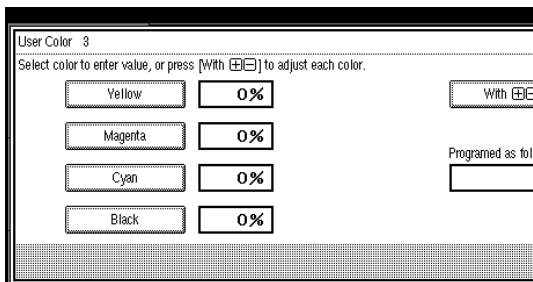 User Color 3
Select color to enter value, or press [With ⊞⊟] to adjust each color.
Yellow 0% With ⊞⊟
Magenta 0%
Programed as fol
Cyan 0%
Black 0%